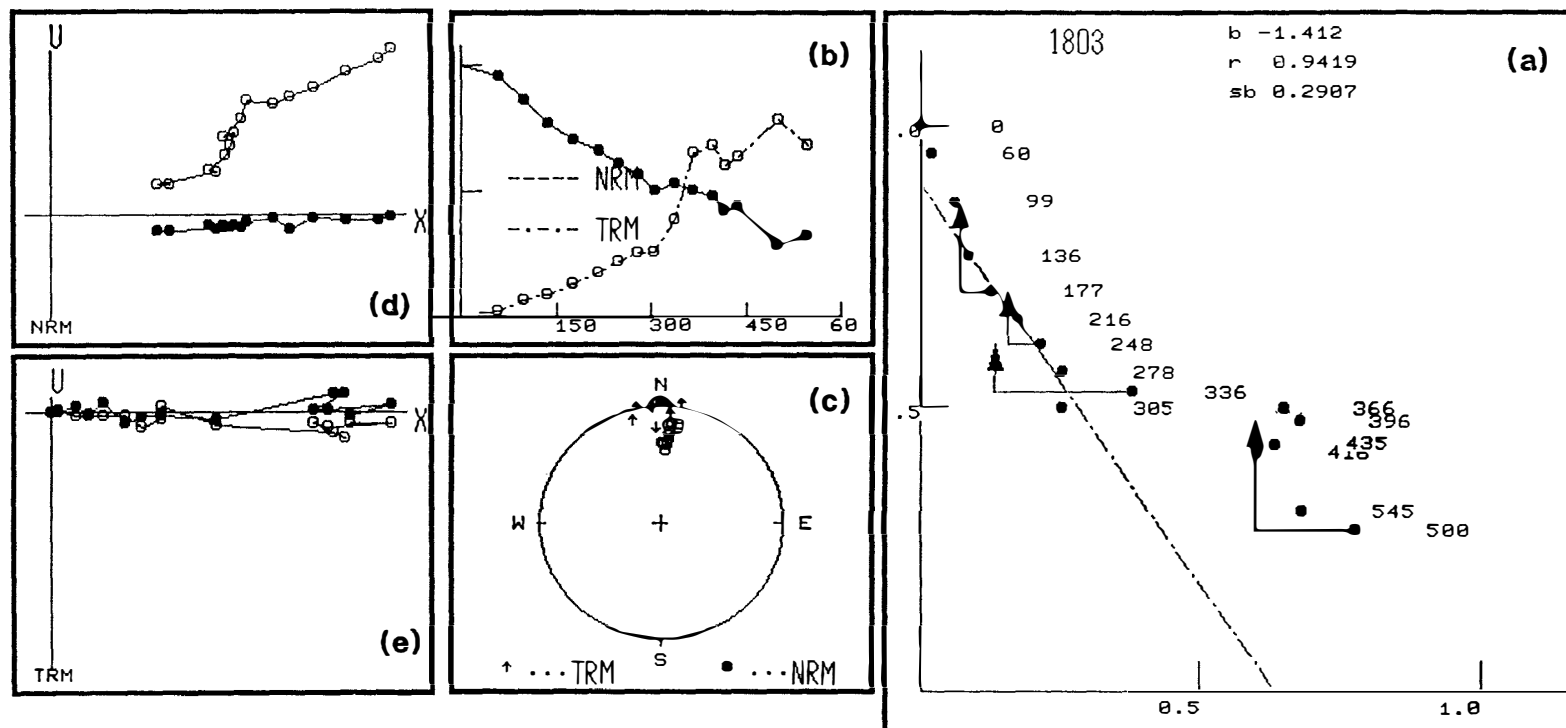 U
X
NRM
(d)
(b)
NRM
TRM
150 300 450 60
U
X
TRM
(e)
(c)
N
W E
S
↑ ...TRM ● ...NRM
1803
b -1.412
r 0.9419
sb 0.2907
(a)
0
60
99
136
177
216
248
278
336 366
305 396
435
416
545
500
.5
0.5 1.0